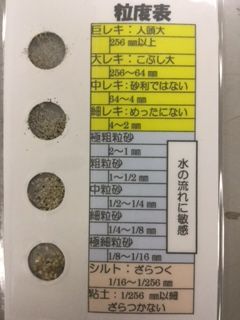 粒度表
巨レキ：人頭大
256 ㎜以上
大レキ：こぶし大
256～64 ㎜
中レキ：砂利ではない
64～4 ㎜
細レキ：めったにない
4～2 ㎜
極粗粒砂
2～1 ㎜
粗粒砂
1～1/2 ㎜
中粒砂
1/2～1/4 ㎜
細粒砂
1/4～1/8 ㎜
極細粒砂
1/8～1/16 ㎜
水の流れに敏感
シルト：ざらつく
1/16～1/256 ㎜
粘土：1/256 ㎜以細
ざらつかない